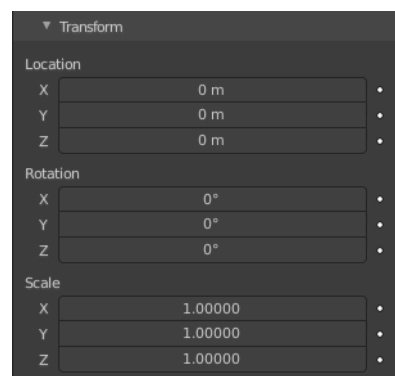 Transform
Location
X 0 m
Y 0 m
Z 0 m
Rotation
X 0°
Y 0°
Z 0°
Scale
X 1.00000
Y 1.00000
Z 1.00000